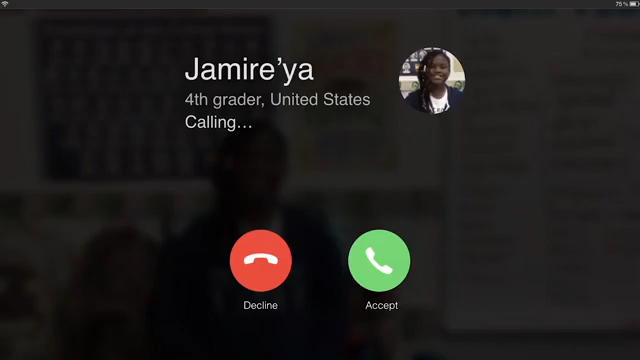 75%
Jamire’ya
4th grader, United States
Calling…
Decline
Accept